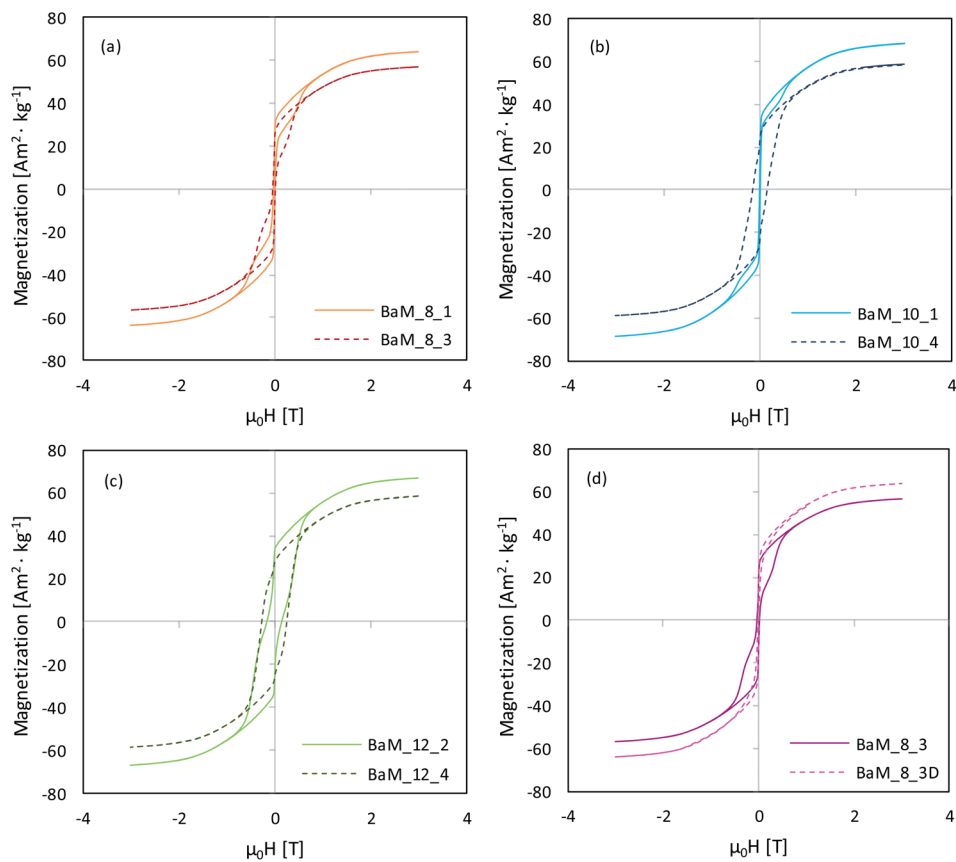 80
60
40
20
0
-20
-40
-60
-80
-4
-2
0
2
4
Magnetization [Am²· kg⁻¹]
μ₀H [T]
(a)
BaM_8_1
BaM_8_3
80
60
40
20
0
-20
-40
-60
-80
-4
-2
0
2
4
Magnetization [Am²· kg⁻¹]
μ₀H [T]
(b)
BaM_10_1
BaM_10_4
80
60
40
20
0
-20
-40
-60
-80
-4
-2
0
2
4
Magnetization [Am²· kg⁻¹]
μ₀H [T]
(c)
BaM_12_2
BaM_12_4
80
60
40
20
0
-20
-40
-60
-80
-4
-2
0
2
4
Magnetization [Am²· kg⁻¹]
μ₀H [T]
(d)
BaM_8_3
BaM_8_3D